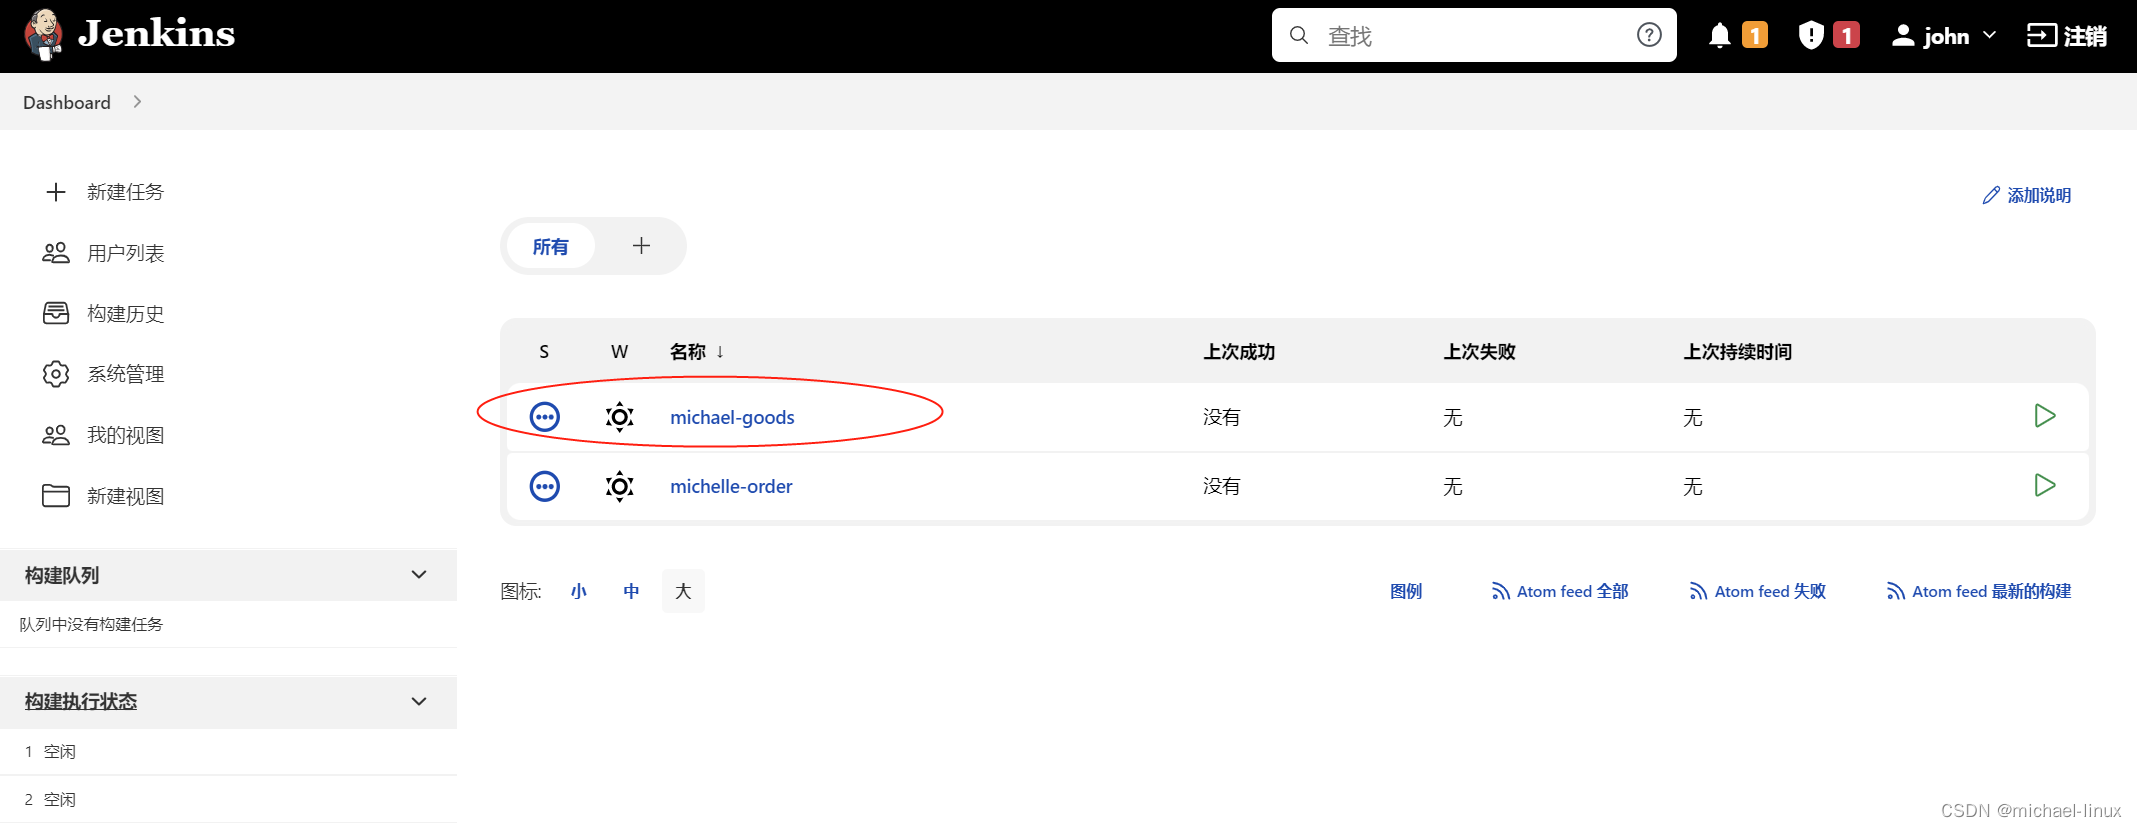 Jenkins
查找
1
1
john
注销
Dashboard
新建任务
用户列表
构建历史
系统管理
我的视图
新建视图
添加说明
所有
S W 名称 ↓ 上次成功 上次失败 上次持续时间
michael-goods 没有 无 无
michelle-order 没有 无 无
图标: 小 中 大
图例 Atom feed 全部 Atom feed 失败 Atom feed 最新的构建
构建队列
队列中没有构建任务
构建执行状态
1 空闲
2 空闲
CSDN @michael-linux